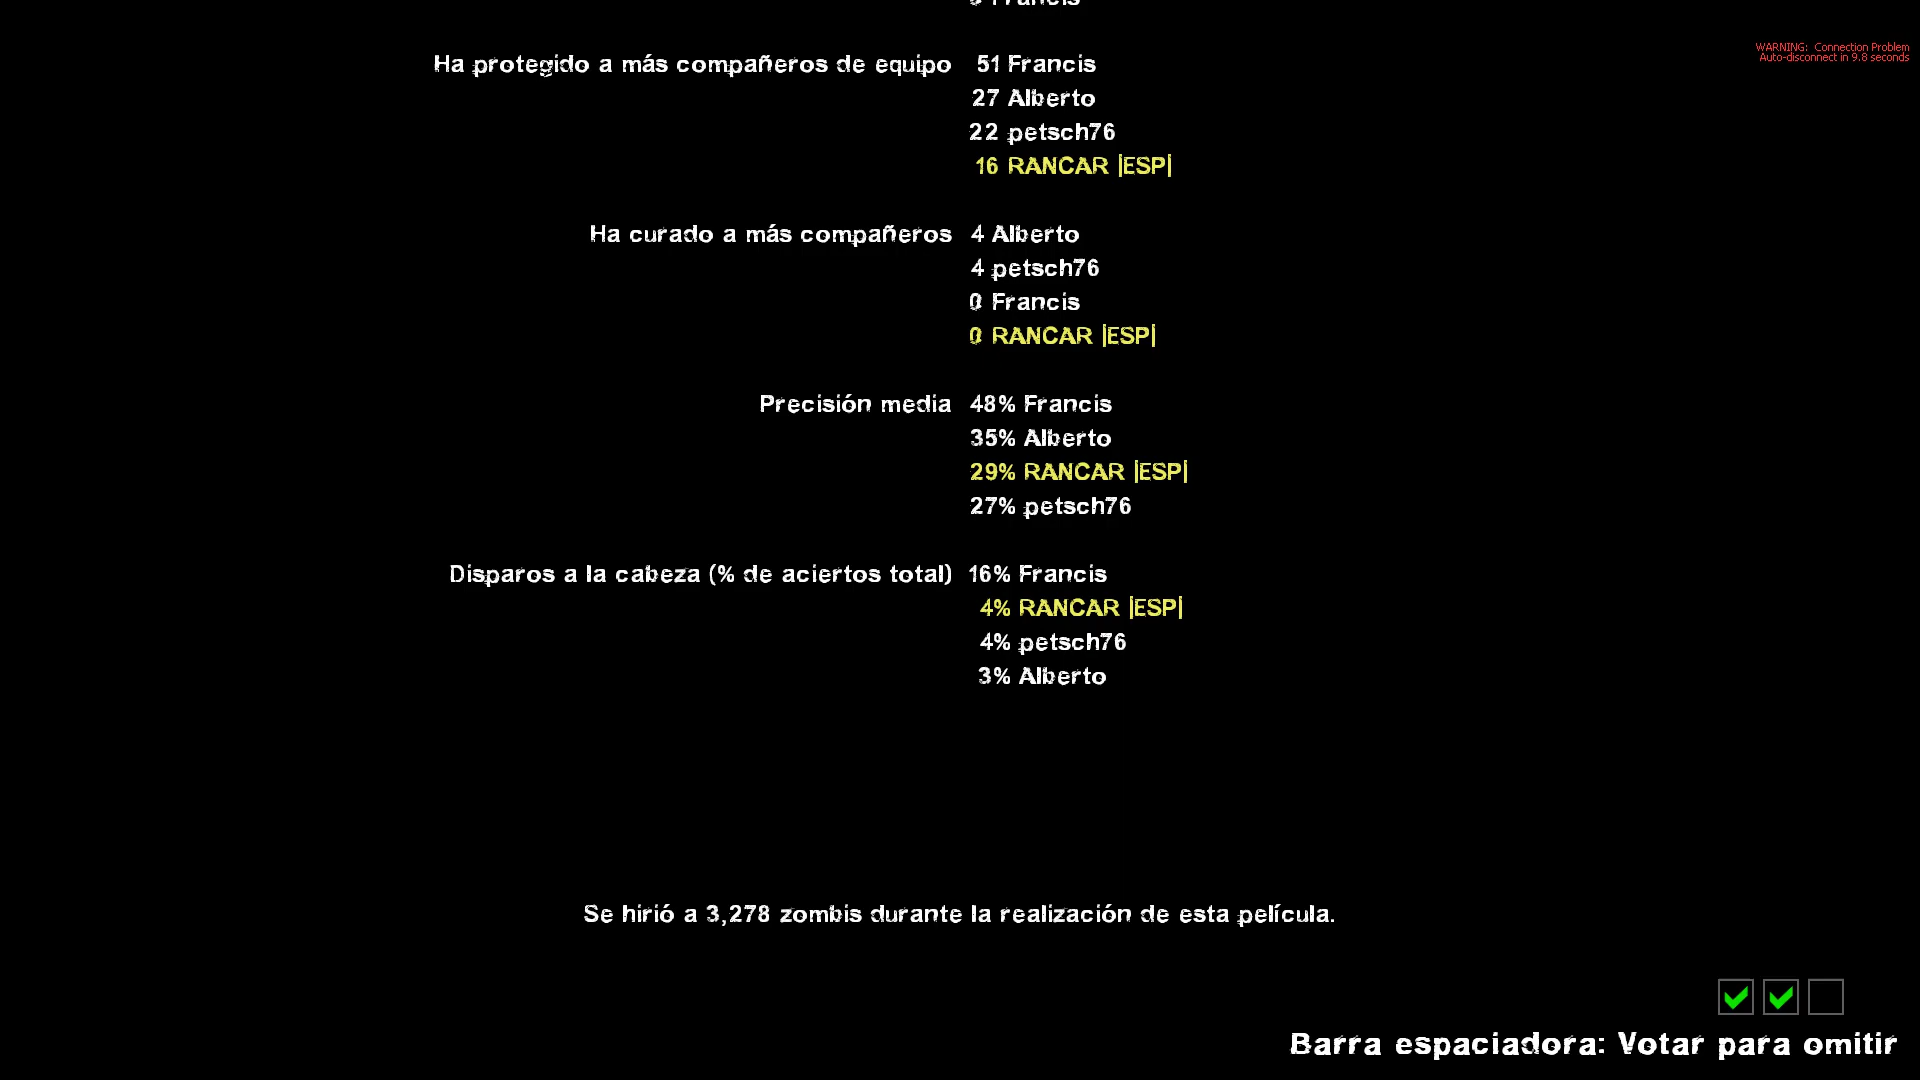 WARNING: Connection Problem
Auto-disconnect in 9.8 seconds
Ha protegido a más compañeros de equipo 51 Francis
27 Alberto
22 petsch76
16 RANCAR |ESP|
Ha curado a más compañeros 4 Alberto
4 petsch76
0 Francis
0 RANCAR |ESP|
Precisión media 48% Francis
35% Alberto
29% RANCAR |ESP|
27% petsch76
Disparos a la cabeza (% de aciertos total) 16% Francis
4% RANCAR |ESP|
4% petsch76
3% Alberto
Se hirió a 3,278 zombis durante la realización de esta película.
Barra espaciadora: Votar para omitir